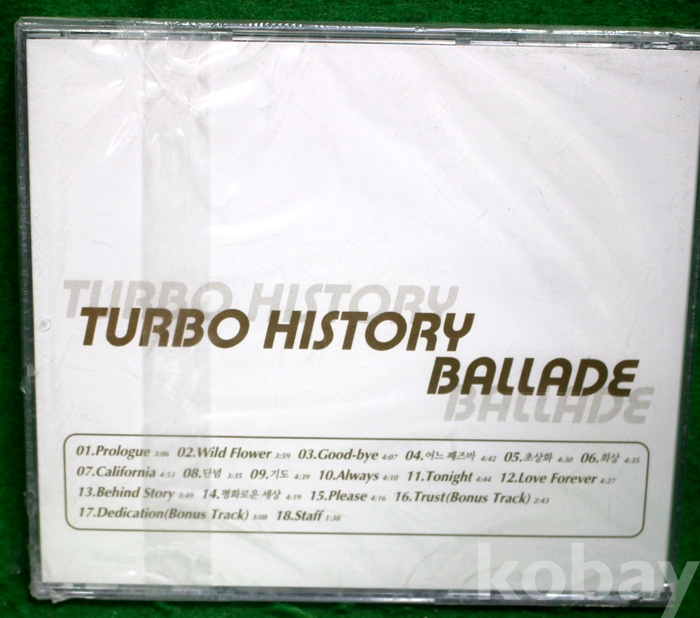 TURBO HISTORY
TURBO HISTORY
BALLADE
BALLADE
01.Prologue 3:06 02.Wild Flower 3:59 03.Good-bye 4:07 04.어느 째즈바 4:42 05.초상화 4:30 06.회상 4:35
07.California 4:53 08.단념 3:35 09.기도 4:39 10.Always 4:10 11.Tonight 4:44 12.Love Forever 4:27
13.Behind Story 3:49 14.평화로운 세상 4:19 15.Please 4:16 16.Trust(Bonus Track) 2:43
17.Dedication(Bonus Track) 3:08 18.Staff 1:38
kobay